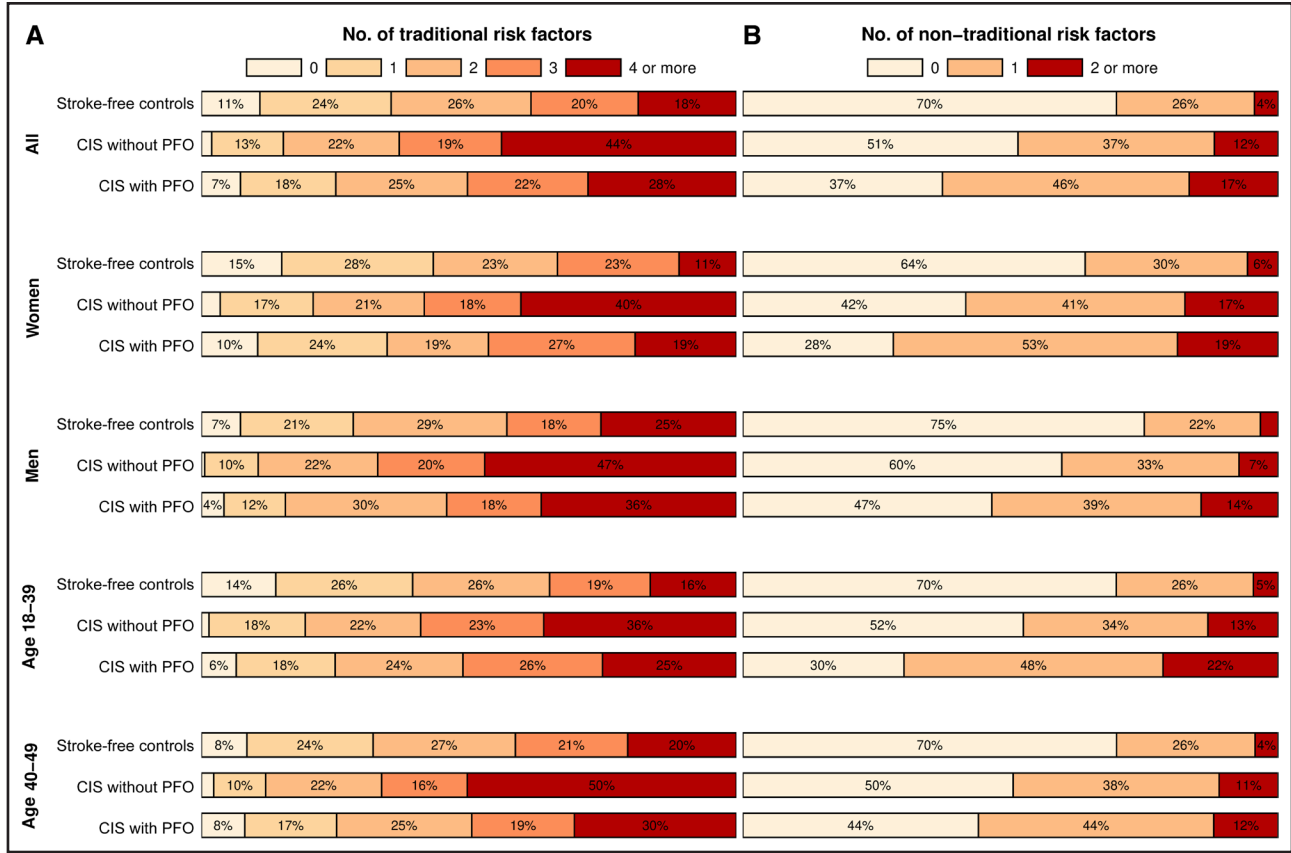 A
No. of traditional risk factors
0 1 2 3 4 or more
B
No. of non−traditional risk factors
0 1 2 or more
All
Stroke-free controls 11% 24% 26% 20% 18% 70% 26% 4%
CIS without PFO 13% 22% 19% 44% 51% 37% 12%
CIS with PFO 7% 18% 25% 22% 28% 37% 46% 17%
Women
Stroke-free controls 15% 28% 23% 23% 11% 64% 30% 6%
CIS without PFO 17% 21% 18% 40% 42% 41% 17%
CIS with PFO 10% 24% 19% 27% 19% 28% 53% 19%
Men
Stroke-free controls 7% 21% 29% 18% 25% 75% 22%
CIS without PFO 10% 22% 20% 47% 60% 33% 7%
CIS with PFO 4% 12% 30% 18% 36% 47% 39% 14%
Age 18−39
Stroke-free controls 14% 26% 26% 19% 16% 70% 26% 5%
CIS without PFO 18% 22% 23% 36% 52% 34% 13%
CIS with PFO 6% 18% 24% 26% 25% 30% 48% 22%
Age 40−49
Stroke-free controls 8% 24% 27% 21% 20% 70% 26% 4%
CIS without PFO 10% 22% 16% 50% 50% 38% 11%
CIS with PFO 8% 17% 25% 19% 30% 44% 44% 12%